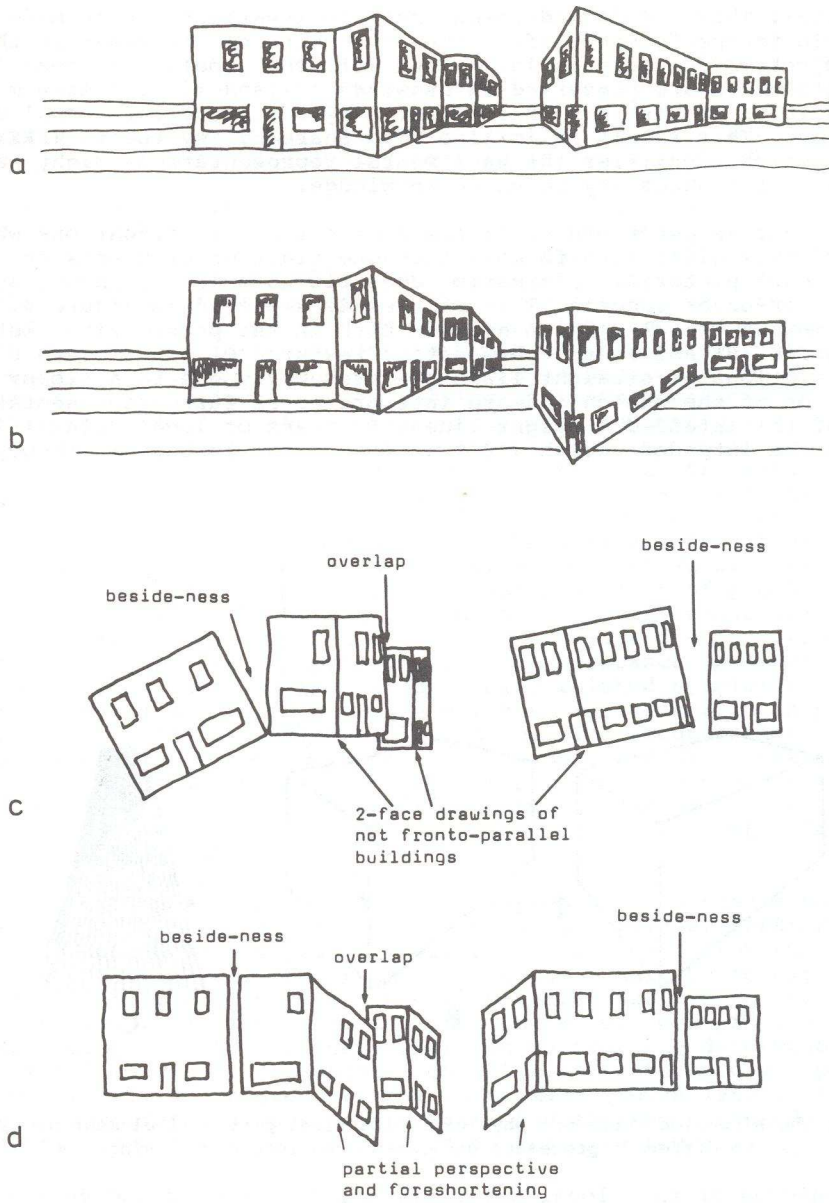 a
b
beside-ness
overlap
beside-ness
c
2-face drawings of
not fronto-parallel
buildings
beside-ness
overlap
beside-ness
d
partial perspective
and foreshortening